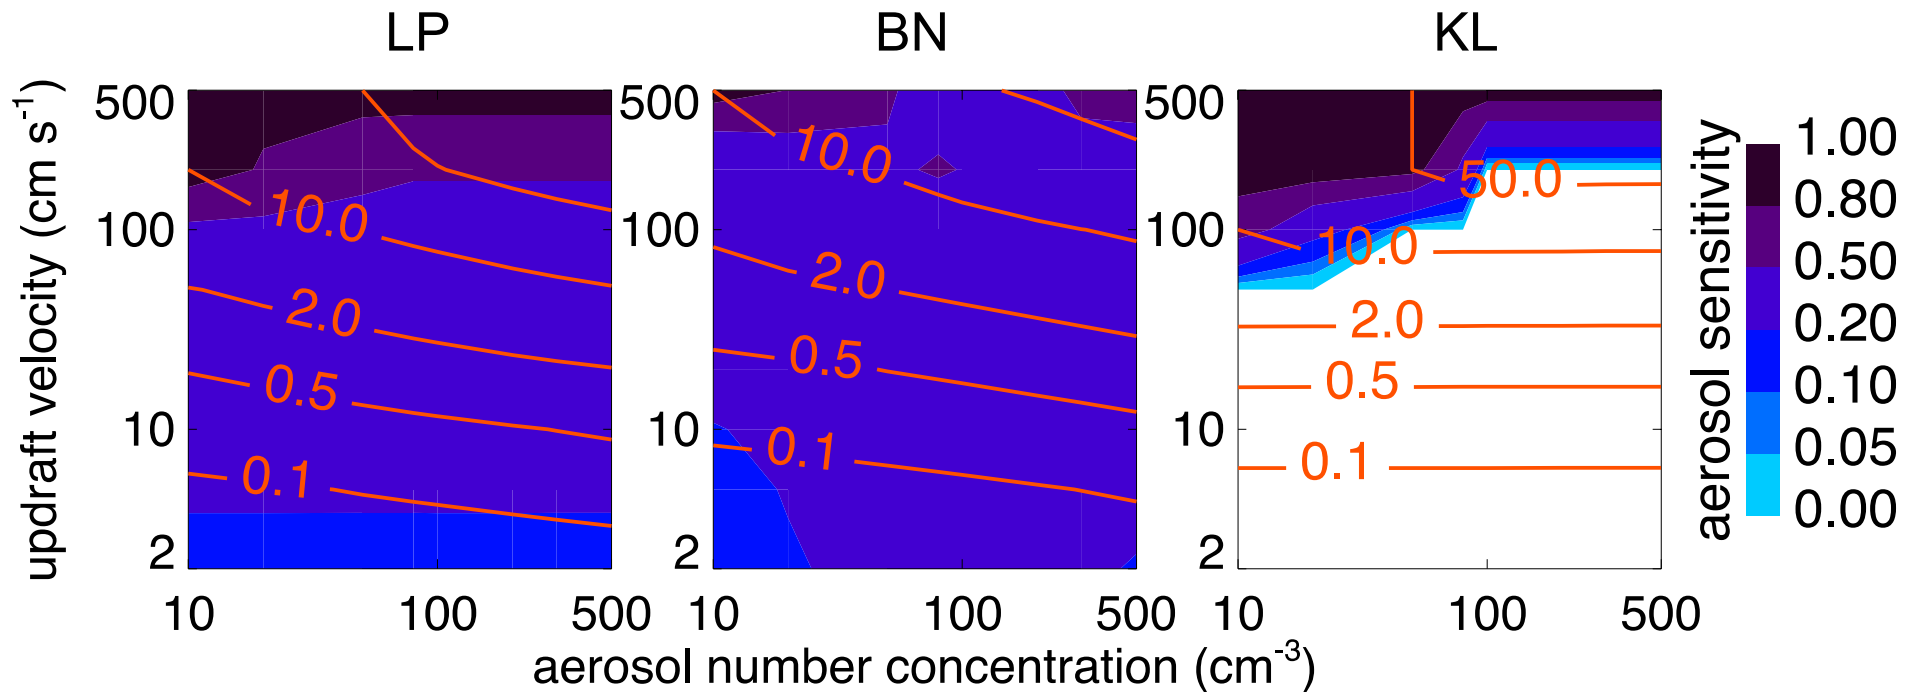 LP BN KL
updraft velocity (cm s⁻¹)
500 500 500
100 100 100
10 10 10
2 2 2
10.0 10.0 50.0
10.0
2.0 2.0 2.0
0.5 0.5 0.5
0.1 0.1 0.1
10 100 500 10 100 500 10 100 500
aerosol number concentration (cm⁻³)
aerosol sensitivity
1.00
0.80
0.50
0.20
0.10
0.05
0.00